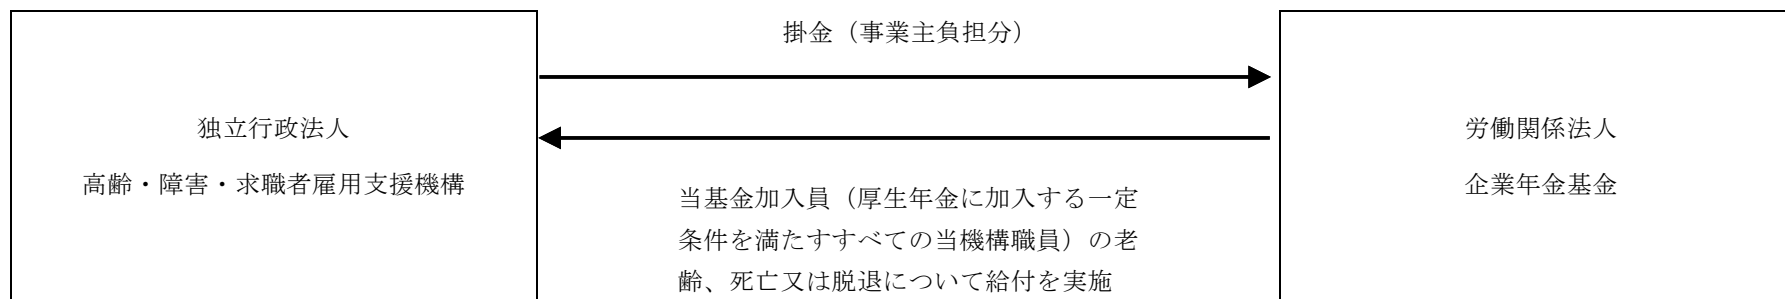 掛金（事業主負担分）
独立行政法人
高齢・障害・求職者雇用支援機構
労働関係法人
企業年金基金
当基金加入員（厚生年金に加入する一定
条件を満たすすべての当機構職員）の老
齢、死亡又は脱退について給付を実施